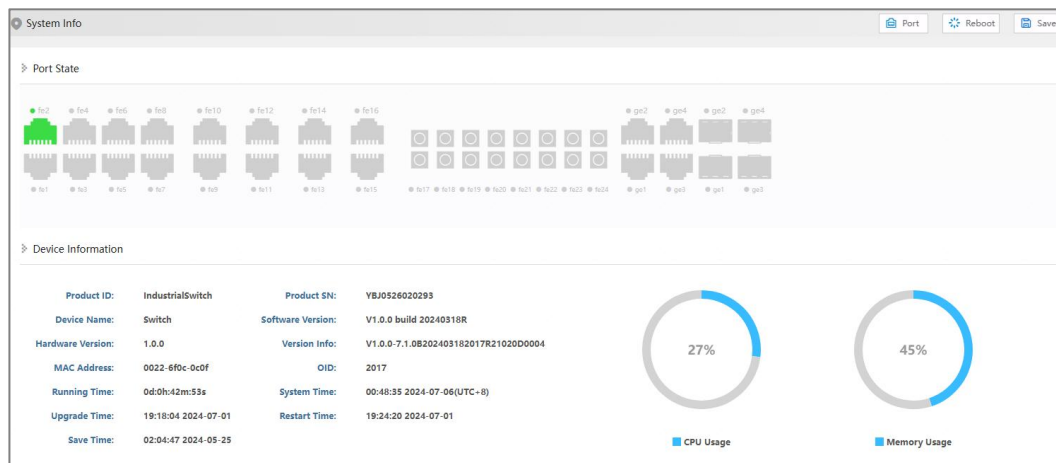 System Info Port Reboot Save
Port State
fe2 fe4 fe6 fe8 fe10 fe12 fe14 fe16 ge2 ge4 ge2 ge4
fe1 fe3 fe5 fe7 fe9 fe11 fe13 fe15 fe17 fe18 fe19 fe20 fe21 fe22 fe23 fe24 ge1 ge3 ge1 ge3
Device Information
Product ID: IndustrialSwitch Product SN: YBJ0526020293
Device Name: Switch Software Version: V1.0.0 build 20240318R
Hardware Version: 1.0.0 Version Info: V1.0.0-7.1.0B202403182017R21020D0004
27% 45%
MAC Address: 0022-6f0c-0c0f OID: 2017
Running Time: 0d:0h:42m:53s System Time: 00:48:35 2024-07-06(UTC+8)
Upgrade Time: 19:18:04 2024-07-01 Restart Time: 19:24:20 2024-07-01
Save Time: 02:04:47 2024-05-25 CPU Usage Memory Usage